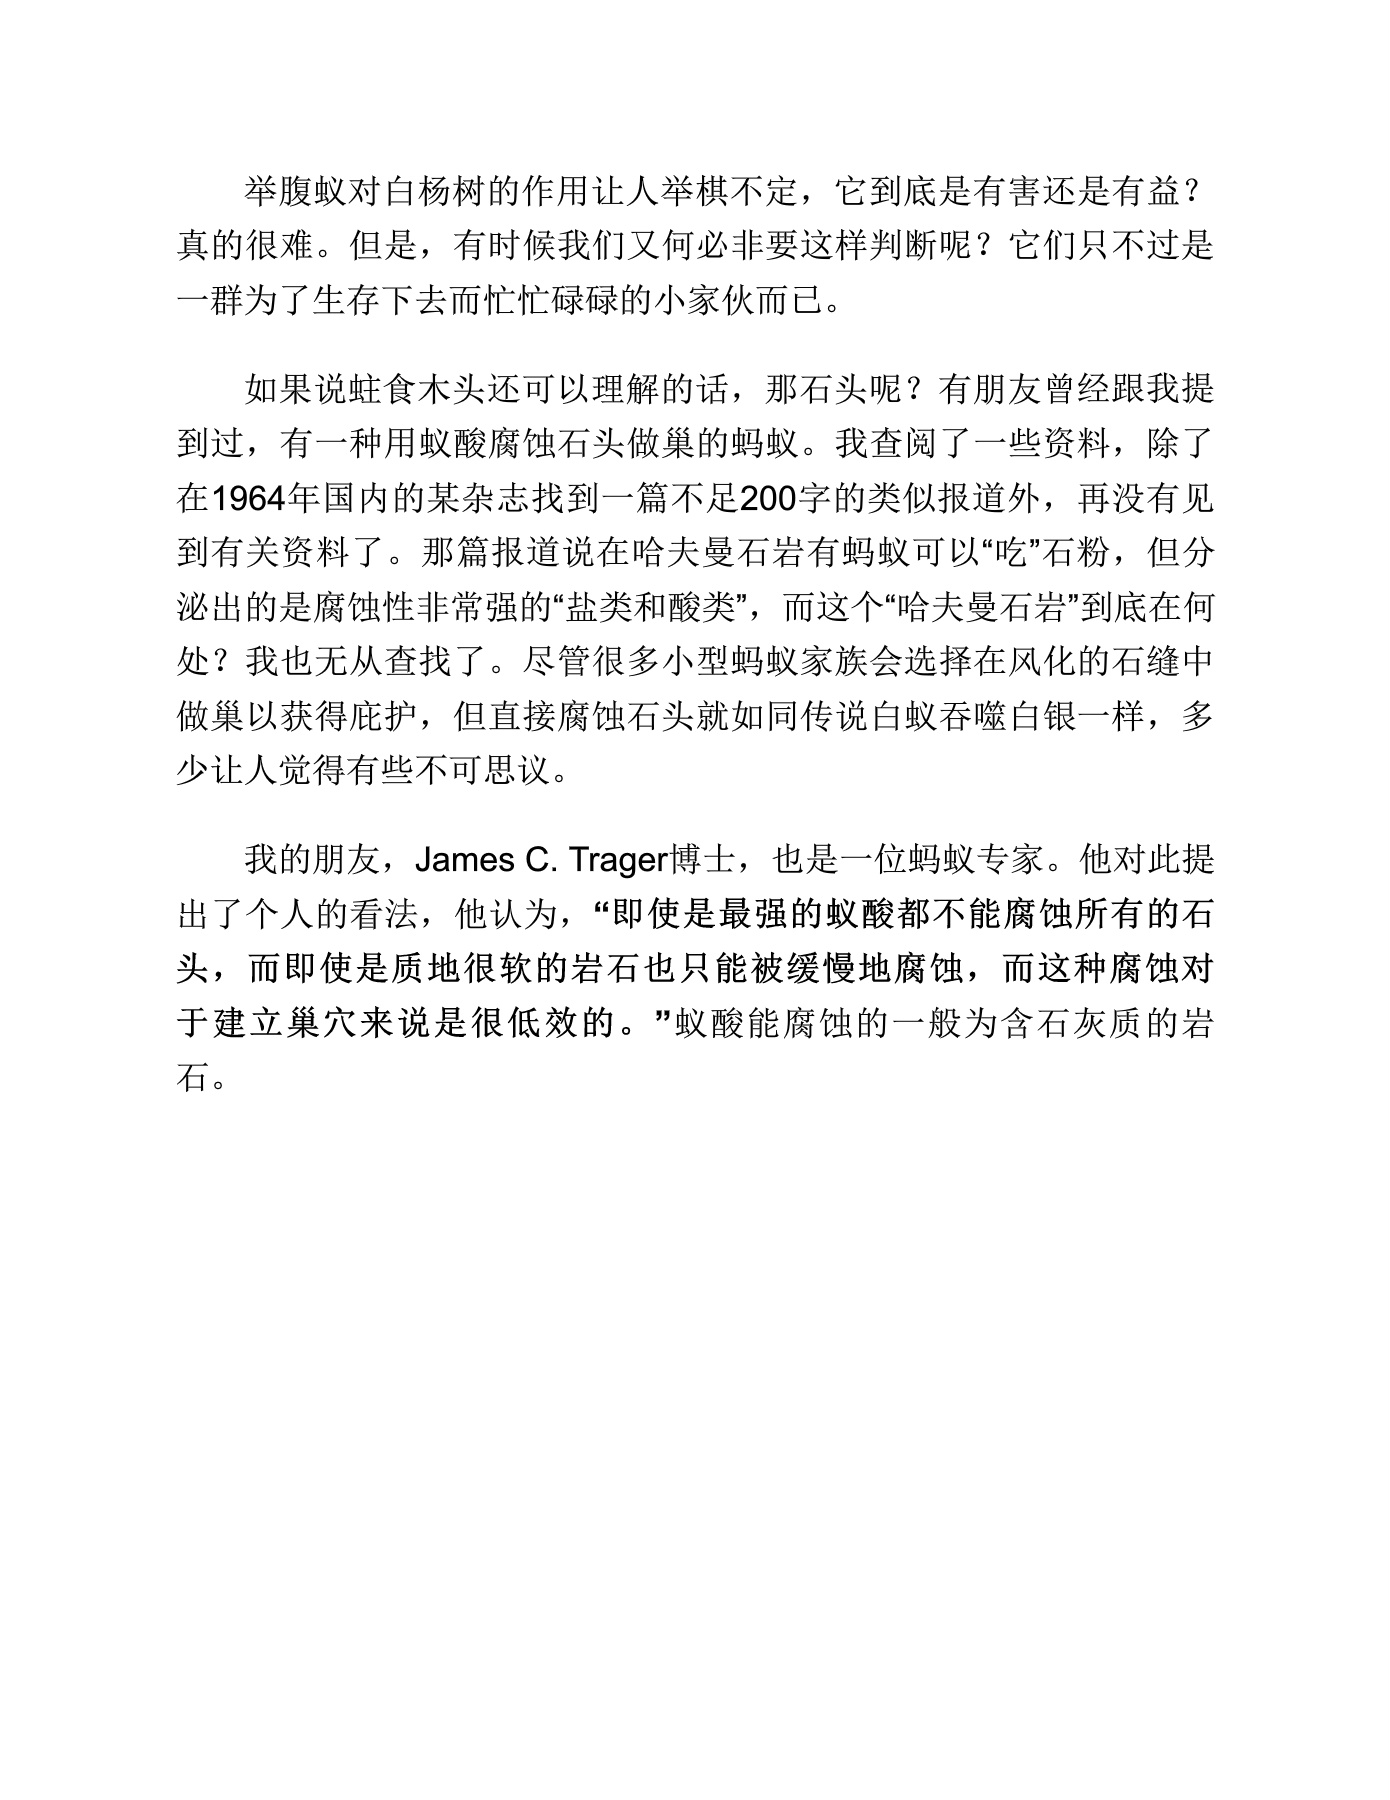 举腹蚁对白杨树的作用让人举棋不定，它到底是有害还是有益？
真的很难。但是，有时候我们又何必非要这样判断呢？它们只不过是
一群为了生存下去而忙忙碌碌的小家伙而已。
如果说蛀食木头还可以理解的话，那石头呢？有朋友曾经跟我提
到过，有一种用蚁酸腐蚀石头做巢的蚂蚁。我查阅了一些资料，除了
在1964年国内的某杂志找到一篇不足200字的类似报道外，再没有见
到有关资料了。那篇报道说在哈夫曼石岩有蚂蚁可以“吃”石粉，但分
泌出的是腐蚀性非常强的“盐类和酸类”，而这个“哈夫曼石岩”到底在何
处？我也无从查找了。尽管很多小型蚂蚁家族会选择在风化的石缝中
做巢以获得庇护，但直接腐蚀石头就如同传说白蚁吞噬白银一样，多
少让人觉得有些不可思议。
我的朋友，James C. Trager博士，也是一位蚂蚁专家。他对此提
出了个人的看法，他认为，“即使是最强的蚁酸都不能腐蚀所有的石
头，而即使是质地很软的岩石也只能被缓慢地腐蚀，而这种腐蚀对
于建立巢穴来说是很低效的。”蚁酸能腐蚀的一般为含石灰质的岩
石。